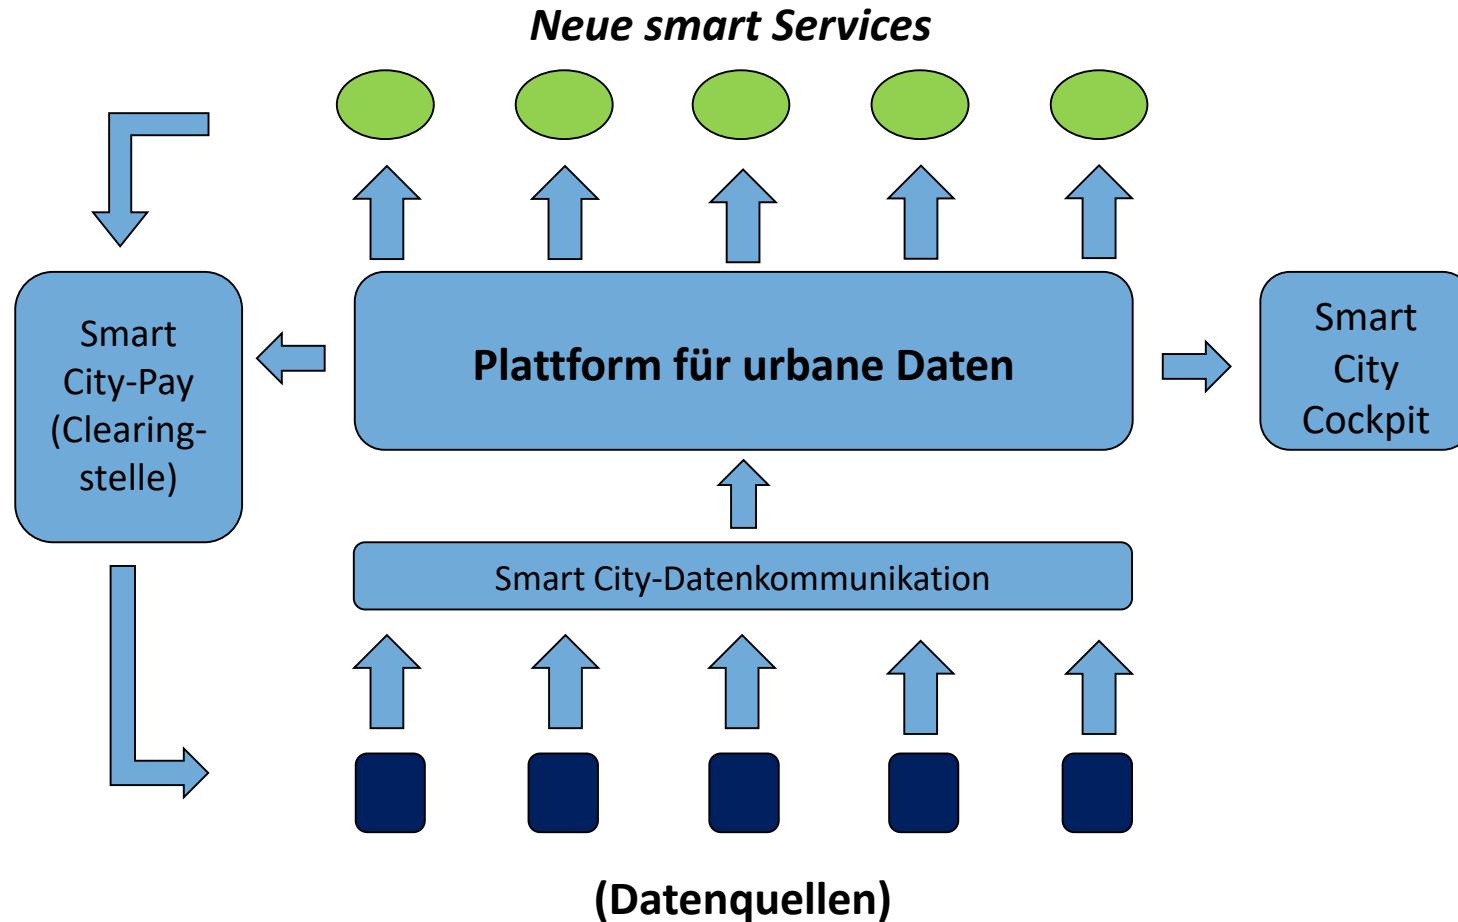 Neue smart Services
Smart
City-Pay
(Clearing-
stelle)
Plattform für urbane Daten
Smart
City
Cockpit
Smart City-Datenkommunikation
(Datenquellen)